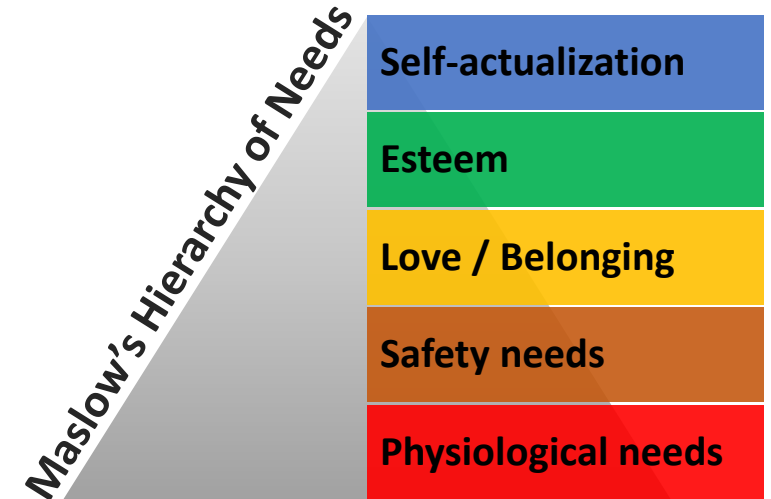 Maslow’s Hierarchy of Needs
Self-actualization
Esteem
Love / Belonging
Safety needs
Physiological needs